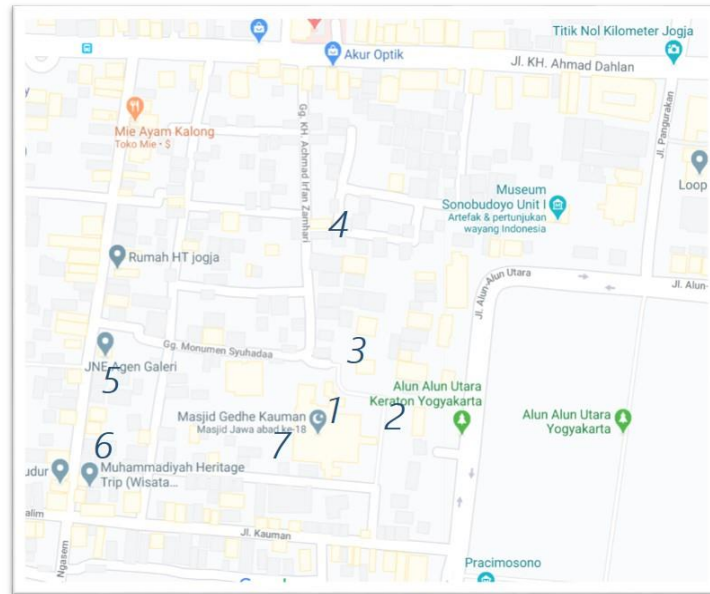 Titik Nol Kilometer Jogja
Akur Optik
Jl. KH. Ahmad Dahlan
Mie Ayam Kalong
Toko Mie • $
Gg. KH. Achmad Irfan Zamhari
Jl. Pangurakan
Loop
Museum
Sonobudoyo Unit I
Artefak & pertunjukan
wayang Indonesia
4
Rumah HT jogja
Jl. Alun-Alun Utara
Jl. Alun-
Gg. Monumen Syuhadaa
3
JNE Agen Galeri
5
Alun Alun Utara
Keraton Yogyakarta
Masjid Gedhe Kauman
Masjid Jawa abad ke-18
1
2
Alun Alun Utara
Yogyakarta
6
7
udur
Muhammadiyah Heritage
Trip (Wisata...
alim
Jl. Kauman
Ngasem
Pracimosono